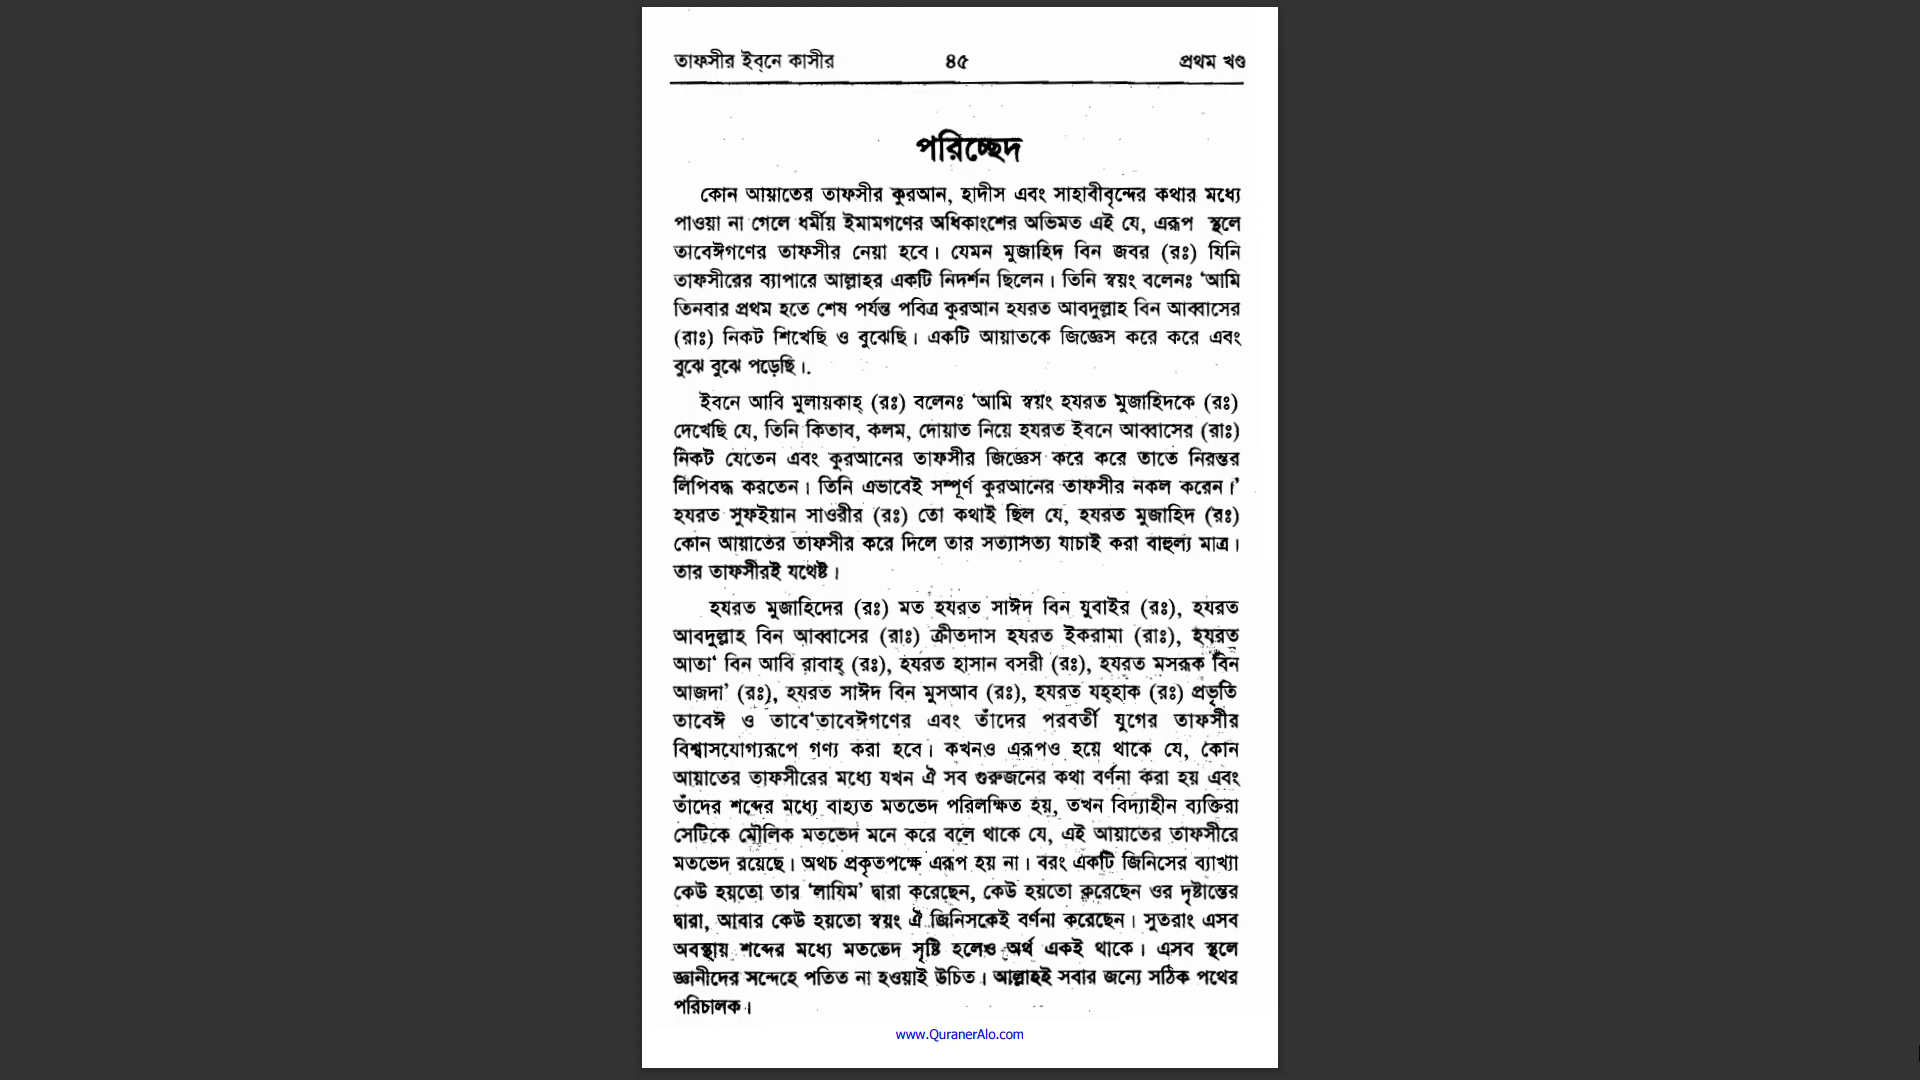 তাফসীর ইব্‌নে কাসীর ৪৫ প্রথম খণ্ড
পরিচ্ছেদ
কোন আয়াতের তাফসীর কুরআন, হাদীস এবং সাহাবীবৃন্দের কথার মধ্যে
পাওয়া না গেলে ধর্মীয় ইমামগণের অধিকাংশের অভিমত এই যে, এরূপ স্থলে
তাবেঈগণের তাফসীর নেয়া হবে। যেমন মুজাহিদ বিন জবর (রঃ) যিনি
তাফসীরের ব্যাপারে আল্লাহর একটি নিদর্শন ছিলেন। তিনি স্বয়ং বলেনঃ ‘আমি
তিনবার প্রথম হতে শেষ পর্যন্ত পবিত্র কুরআন হযরত আবদুল্লাহ বিন আব্বাসের
(রাঃ) নিকট শিখেছি ও বুঝেছি। একটি আয়াতকে জিজ্ঞেস করে করে এবং
বুঝে বুঝে পড়েছি।.
ইবনে আবি মুলায়কাহ্ (রঃ) বলেনঃ ‘আমি স্বয়ং হযরত মুজাহিদকে (রঃ)
দেখেছি যে, তিনি কিতাব, কলম, দোয়াত নিয়ে হযরত ইবনে আব্বাসের (রাঃ)
নিকট যেতেন এবং কুরআনের তাফসীর জিজ্ঞেস করে করে তাতে নিরন্তর
লিপিবদ্ধ করতেন। তিনি এভাবেই সম্পূর্ণ কুরআনের তাফসীর নকল করেন।’
হযরত সুফইয়ান সাওরীর (রঃ) তো কথাই ছিল যে, হযরত মুজাহিদ (রঃ)
কোন আয়াতের তাফসীর করে দিলে তার সত্যাসত্য যাচাই করা বাহুল্য মাত্র।
তার তাফসীরই যথেষ্ট।
হযরত মুজাহিদের (রঃ) মত হযরত সাঈদ বিন যুবাইর (রঃ), হযরত
আবদুল্লাহ বিন আব্বাসের (রাঃ) ক্রীতদাস হযরত ইকরামা (রাঃ), হযরত
আতা‘ বিন আবি রাবাহ্ (রঃ), হযরত হাসান বসরী (রঃ), হযরত মসরূক বিন
আজদা’ (রঃ), হযরত সাঈদ বিন মুসআব (রঃ), হযরত যহ্‌হাক (রঃ) প্রভৃতি
তাবেঈ ও তাবে‘তাবেঈগণের এবং তাঁদের পরবর্তী যুগের তাফসীর
বিশ্বাসযোগ্যরূপে গণ্য করা হবে। কখনও এরূপও হয়ে থাকে যে, কোন
আয়াতের তাফসীরের মধ্যে যখন ঐ সব গুরুজনের কথা বর্ণনা করা হয় এবং
তাঁদের শব্দের মধ্যে বাহ্যত মতভেদ পরিলক্ষিত হয়, তখন বিদ্যাহীন ব্যক্তিরা
সেটিকে মৌলিক মতভেদ মনে করে বলে থাকে যে, এই আয়াতের তাফসীরে
মতভেদ রয়েছে। অথচ প্রকৃতপক্ষে এরূপ হয় না। বরং একটি জিনিসের ব্যাখ্যা
কেউ হয়তো তার ‘লাযিম’ দ্বারা করেছেন, কেউ হয়তো করেছেন ওর দৃষ্টান্তের
দ্বারা, আবার কেউ হয়তো স্বয়ং ঐ জিনিসকেই বর্ণনা করেছেন। সুতরাং এসব
অবস্থায় শব্দের মধ্যে মতভেদ সৃষ্টি হলেও অর্থ একই থাকে। এসব স্থলে
জ্ঞানীদের সন্দেহে পতিত না হওয়াই উচিত। আল্লাহই সবার জন্যে সঠিক পথের
পরিচালক।
www.QuranerAlo.com